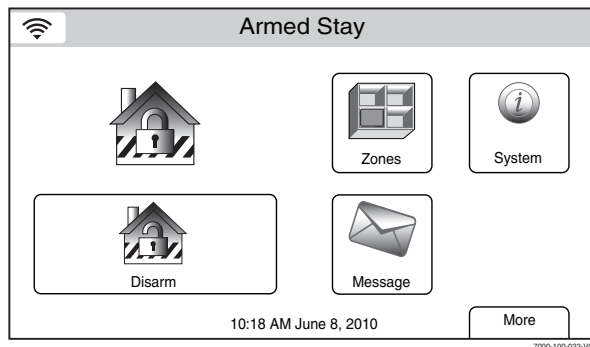 Armed Stay
Zones
System
Disarm
Message
10:18 AM June 8, 2010
More